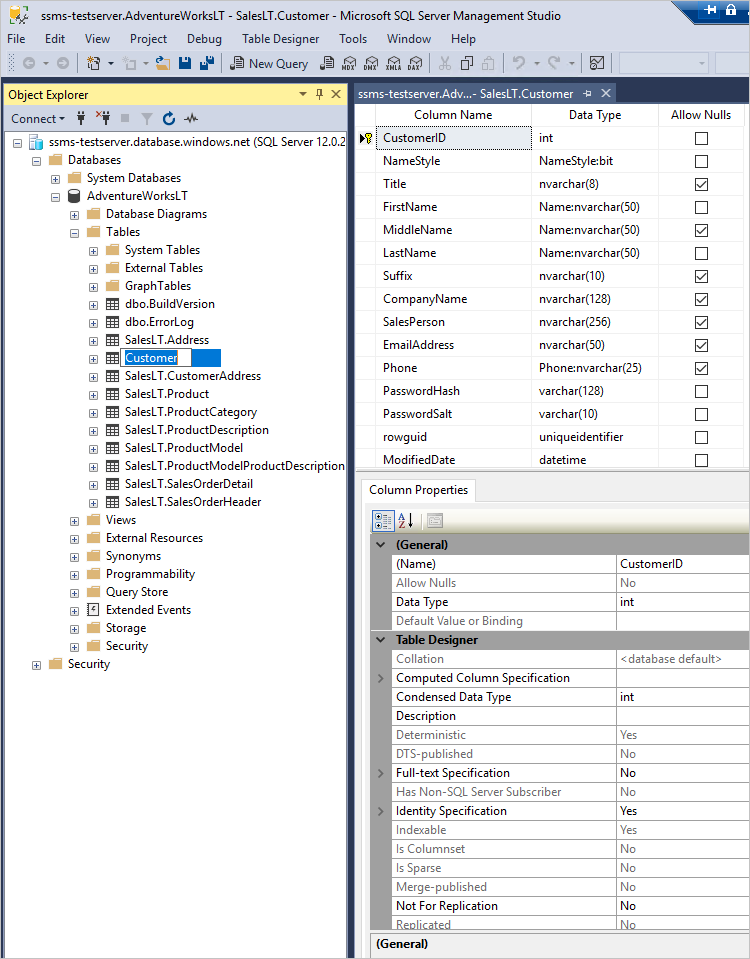 ssms-testserver.AdventureWorksLT - SalesLT.Customer - Microsoft SQL Server Management Studio
File Edit View Project Debug Table Designer Tools Window Help
New Query MDX DMX XMLA DAX
Object Explorer
Connect
ssms-testserver.database.windows.net (SQL Server 12.0.2
Databases
System Databases
AdventureWorksLT
Database Diagrams
Tables
System Tables
External Tables
GraphTables
dbo.BuildVersion
dbo.ErrorLog
SalesLT.Address
Customer
SalesLT.CustomerAddress
SalesLT.Product
SalesLT.ProductCategory
SalesLT.ProductDescription
SalesLT.ProductModel
SalesLT.ProductModelProductDescription
SalesLT.SalesOrderDetail
SalesLT.SalesOrderHeader
Views
External Resources
Synonyms
Programmability
Query Store
Extended Events
Storage
Security
Security
ssms-testserver.Adv...- SalesLT.Customer
Column Name Data Type Allow Nulls
CustomerID int
NameStyle NameStyle:bit
Title nvarchar(8)
FirstName Name:nvarchar(50)
MiddleName Name:nvarchar(50)
LastName Name:nvarchar(50)
Suffix nvarchar(10)
CompanyName nvarchar(128)
SalesPerson nvarchar(256)
EmailAddress nvarchar(50)
Phone Phone:nvarchar(25)
PasswordHash varchar(128)
PasswordSalt varchar(10)
rowguid uniqueidentifier
ModifiedDate datetime
Column Properties
(General)
(Name) CustomerID
Allow Nulls No
Data Type int
Default Value or Binding
Table Designer
Collation <database default>
Computed Column Specification
Condensed Data Type int
Description
Deterministic Yes
DTS-published No
Full-text Specification No
Has Non-SQL Server Subscriber No
Identity Specification Yes
Indexable Yes
Is Columnset No
Is Sparse No
Merge-published No
Not For Replication No
Replicated No
(General)